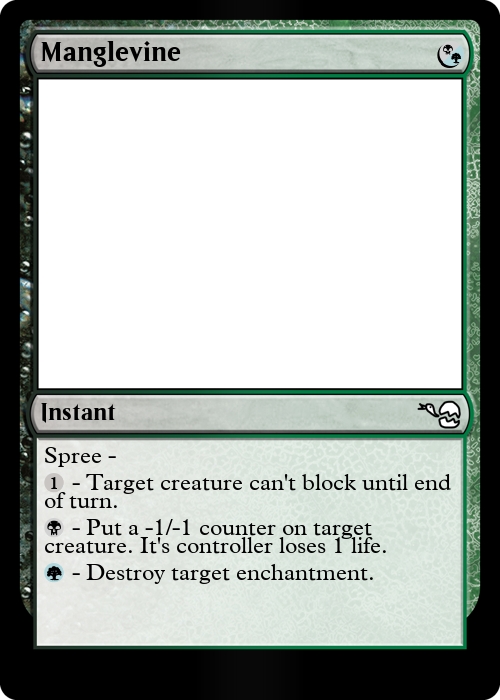 Manglevine
Instant
Spree -
1 - Target creature can't block until end
of turn.
- Put a -1/-1 counter on target
creature. It's controller loses 1 life.
- Destroy target enchantment.